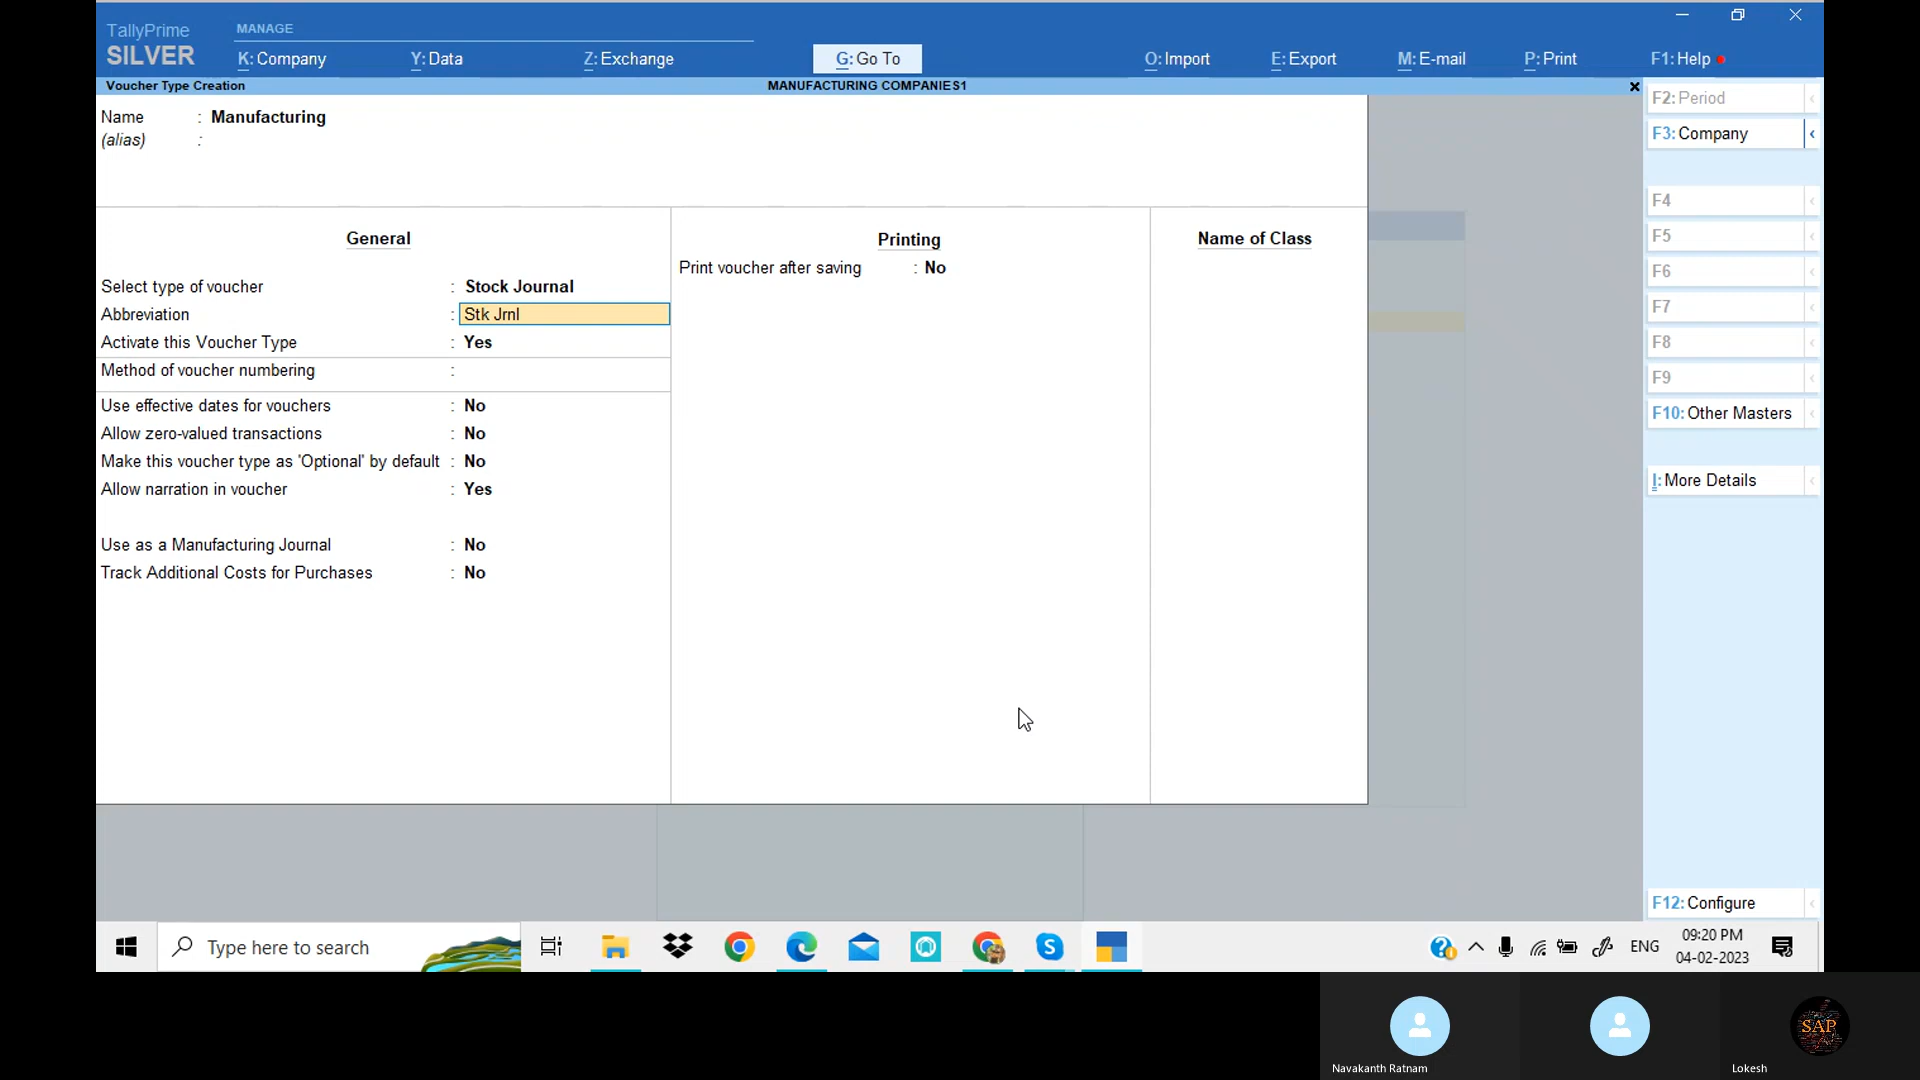 TallyPrime
SILVER
MANAGE
K: Company
Y: Data
Z: Exchange
G: Go To
O: Import
E: Export
M: E-mail
P: Print
F1: Help
Voucher Type Creation
MANUFACTURING COMPANIES1
Name : Manufacturing
(alias) :
General
Select type of voucher : Stock Journal
Abbreviation : Stk Jrnl
Activate this Voucher Type : Yes
Method of voucher numbering :
Use effective dates for vouchers : No
Allow zero-valued transactions : No
Make this voucher type as 'Optional' by default : No
Allow narration in voucher : Yes
Use as a Manufacturing Journal : No
Track Additional Costs for Purchases : No
Printing
Print voucher after saving : No
Name of Class
F2: Period
F3: Company
F4
F5
F6
F7
F8
F9
F10: Other Masters
I: More Details
F12: Configure
Type here to search
ENG
09:20 PM
04-02-2023
SAP
Navakanth Ratnam
Lokesh